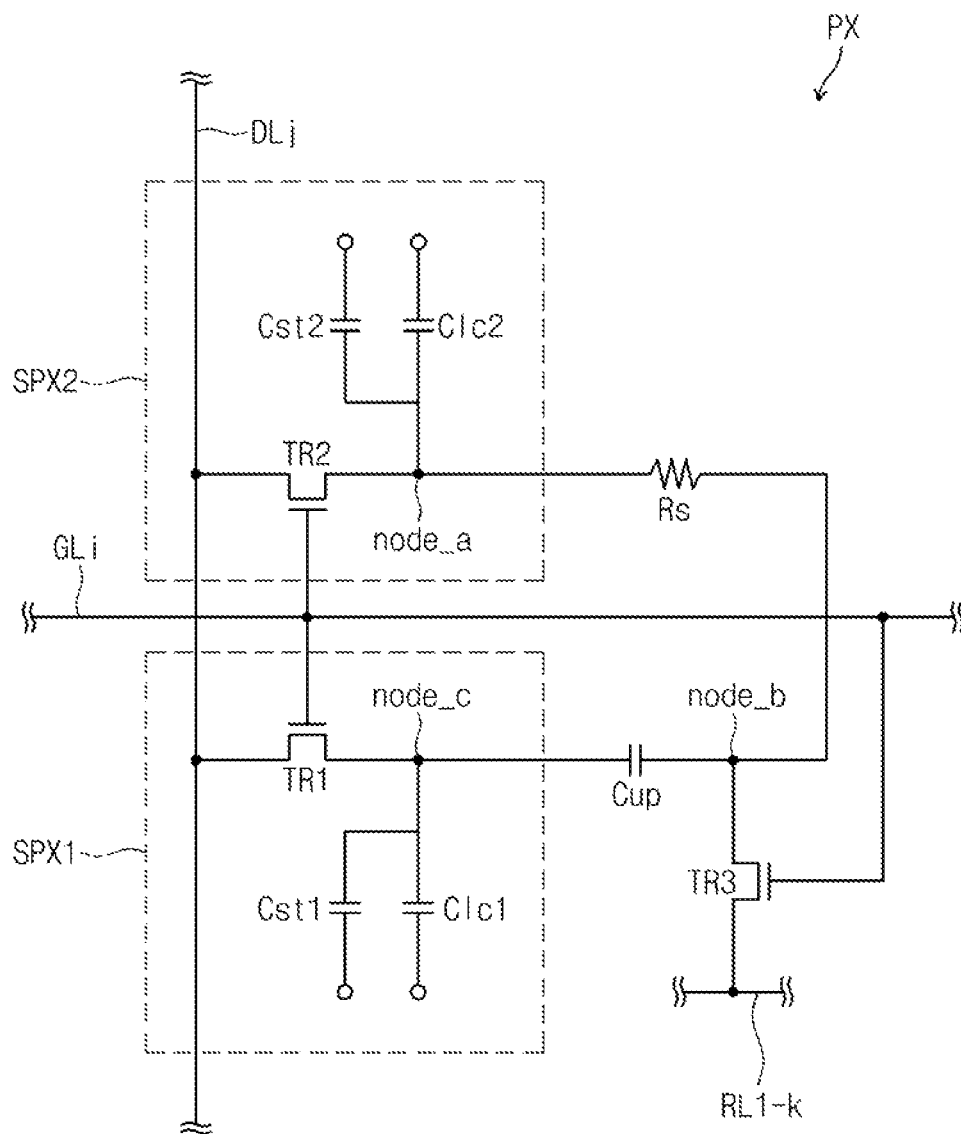 PX
DLj
Cst2
Clc2
SPX2
TR2
Rs
node_a
GLi
node_c
node_b
TR1
Cup
SPX1
TR3
Cst1
Clc1
RL1-k